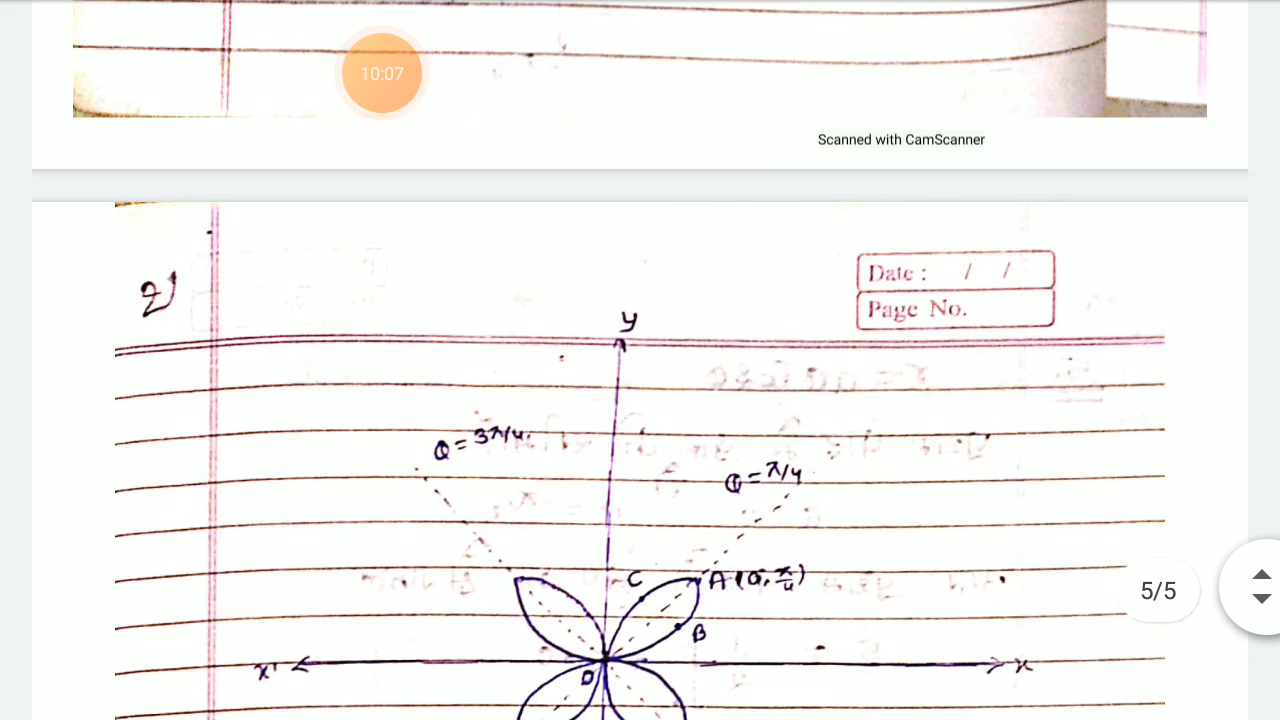 10:07
Scanned with CamScanner
2)
Date : / /
Page No.
y
θ = 3π/4
θ = π/4
C
A (a, π/4)
B
5/5
x'
O
x